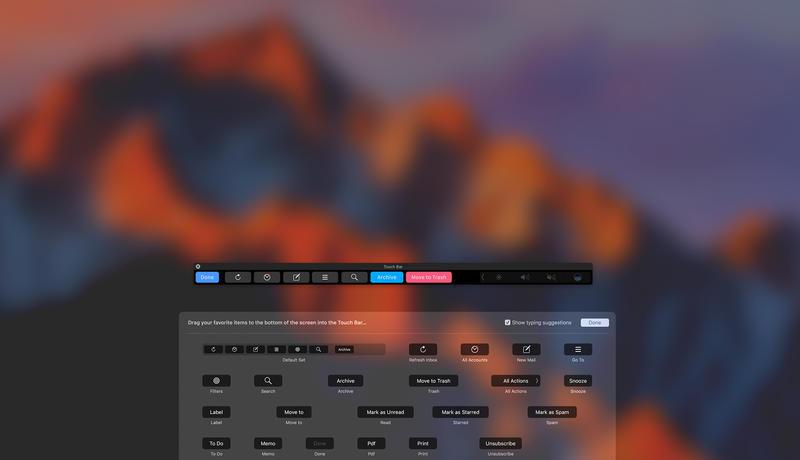 Touch Bar
Done Archive Move to Trash
Drag your favorite items to the bottom of the screen into the Touch Bar... Show typing suggestions Done
Archive
Default Set Refresh Inbox All Accounts New Mail Go To
Archive Move to Trash All Actions Snooze
Filters Search Archive Trash All Actions Snooze
Label Move to Mark as Unread Mark as Starred Mark as Spam
Label Move to Read Starred Spam
To Do Memo Done Pdf Print Unsubscribe
To Do Memo Done Pdf Print Unsubscribe